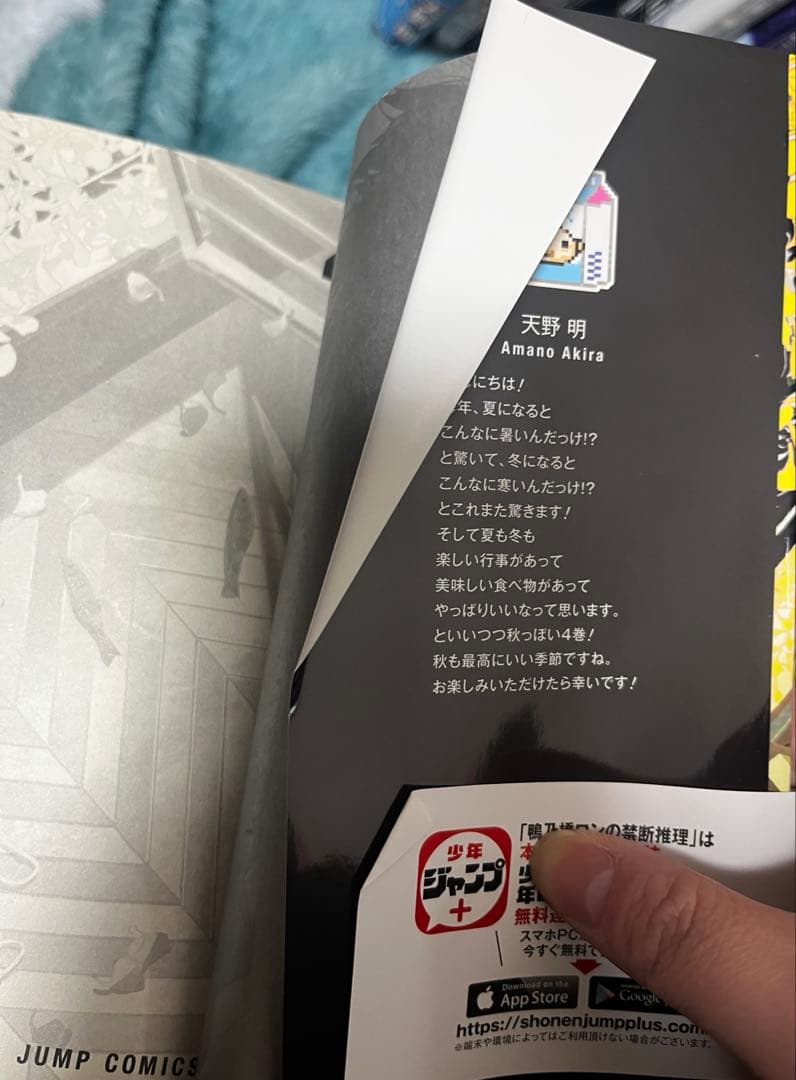 天野 明
Amano Akira
にちは!
年、夏になると
こんなに暑いんだっけ!?
と驚いて、冬になると
こんなに寒いんだっけ!?
とこれまた驚きます!
そして夏も冬も
楽しい行事があって
美味しい食べ物があって
やっぱりいいなって思います。
といいつつ秋っぽい4巻!
秋も最高にいい季節ですね。
お楽しみいただけたら幸いです!
「鴨乃橋ロンの禁断推理」は
少年
ジャンプ
+
無料
スマホPC
今すぐ無料で
Download on the
App Store
Google
https://shonenjumpplus.com
※端末や環境によってはご利用頂けない場合がございます。
JUMP COMICS